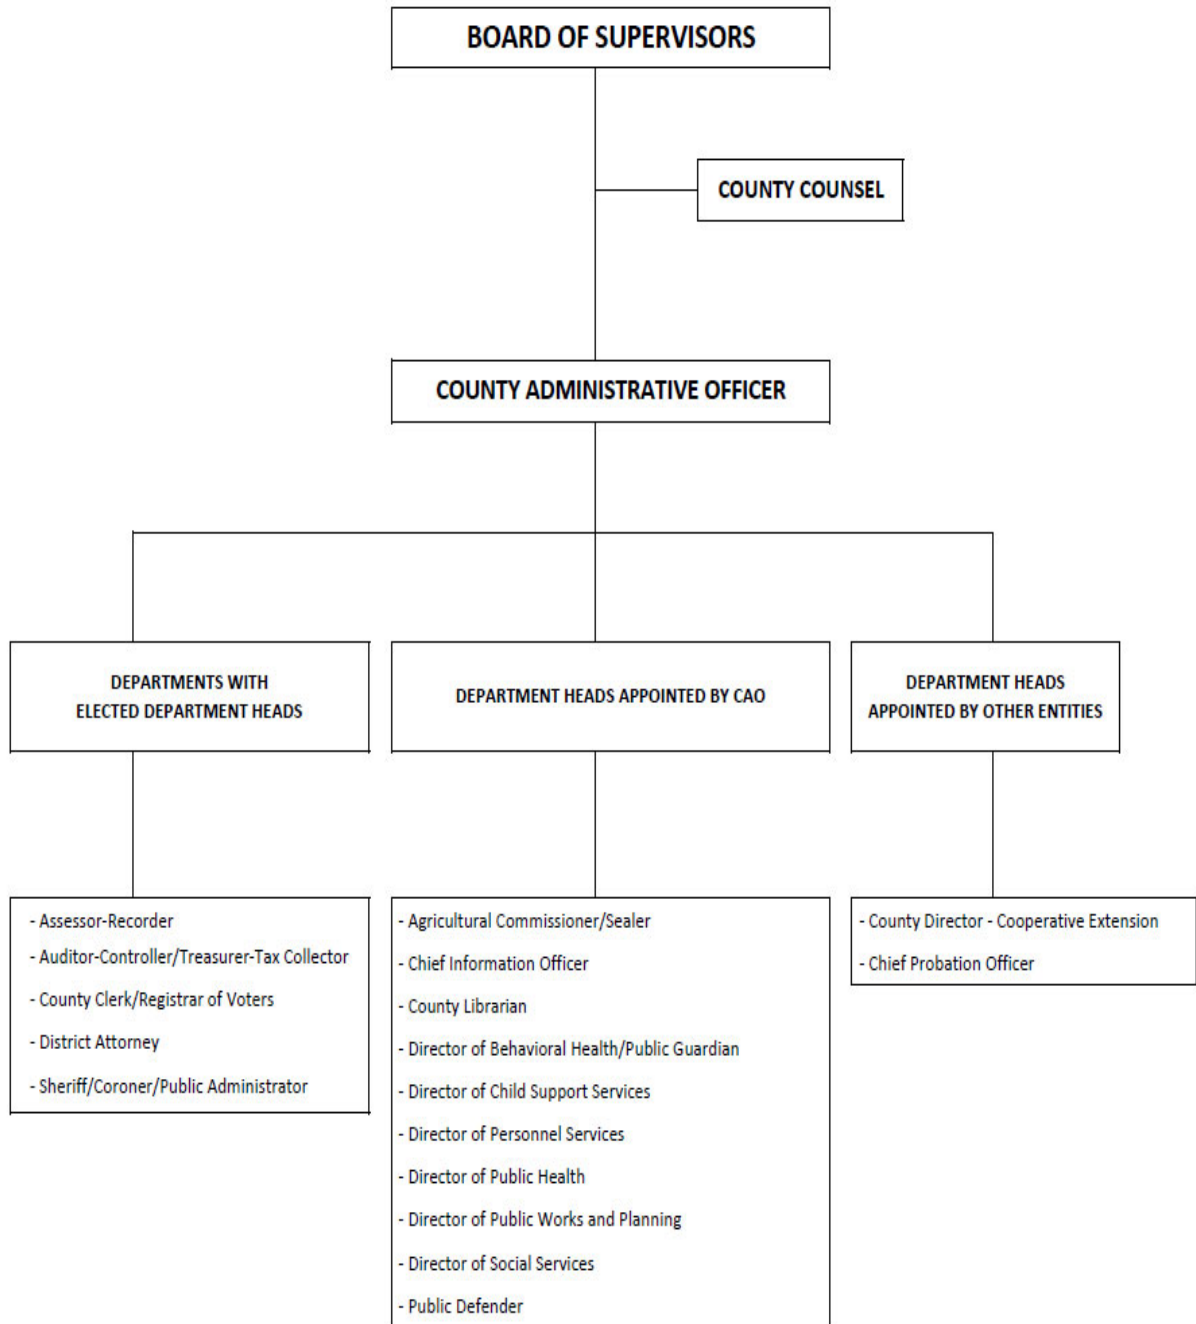 BOARD OF SUPERVISORS
COUNTY COUNSEL
COUNTY ADMINISTRATIVE OFFICER
DEPARTMENTS WITH
ELECTED DEPARTMENT HEADS
DEPARTMENT HEADS APPOINTED BY CAO
DEPARTMENT HEADS
APPOINTED BY OTHER ENTITIES
- Assessor-Recorder
- Auditor-Controller/Treasurer-Tax Collector
- County Clerk/Registrar of Voters
- District Attorney
- Sheriff/Coroner/Public Administrator
- Agricultural Commissioner/Sealer
- Chief Information Officer
- County Librarian
- Director of Behavioral Health/Public Guardian
- Director of Child Support Services
- Director of Personnel Services
- Director of Public Health
- Director of Public Works and Planning
- Director of Social Services
- Public Defender
- County Director - Cooperative Extension
- Chief Probation Officer